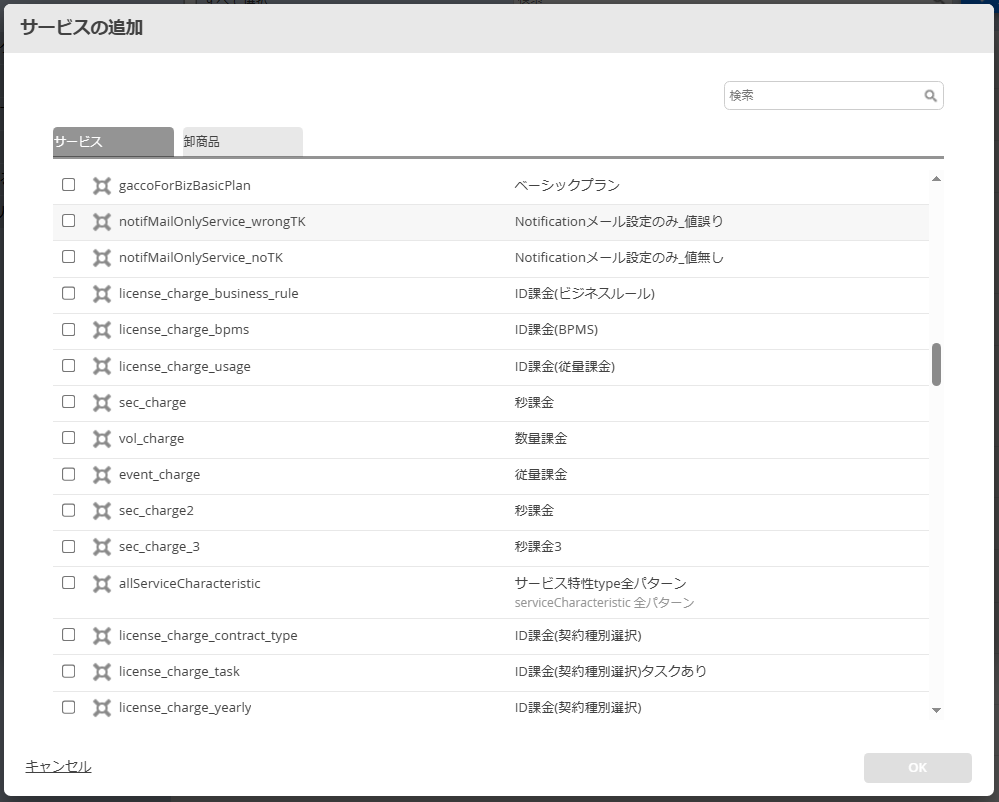 サービスの追加
検索
サービス 卸商品
gaccoForBizBasicPlan ベーシックプラン
notifMailOnlyService_wrongTK Notificationメール設定のみ_値誤り
notifMailOnlyService_noTK Notificationメール設定のみ_値無し
license_charge_business_rule ID課金(ビジネスルール)
license_charge_bpms ID課金(BPMS)
license_charge_usage ID課金(従量課金)
sec_charge 秒課金
vol_charge 数量課金
event_charge 従量課金
sec_charge2 秒課金
sec_charge_3 秒課金3
allServiceCharacteristic サービス特性type全パターン
serviceCharacteristic 全パターン
license_charge_contract_type ID課金(契約種別選択)
license_charge_task ID課金(契約種別選択)タスクあり
license_charge_yearly ID課金(契約種別選択)
キャンセル OK